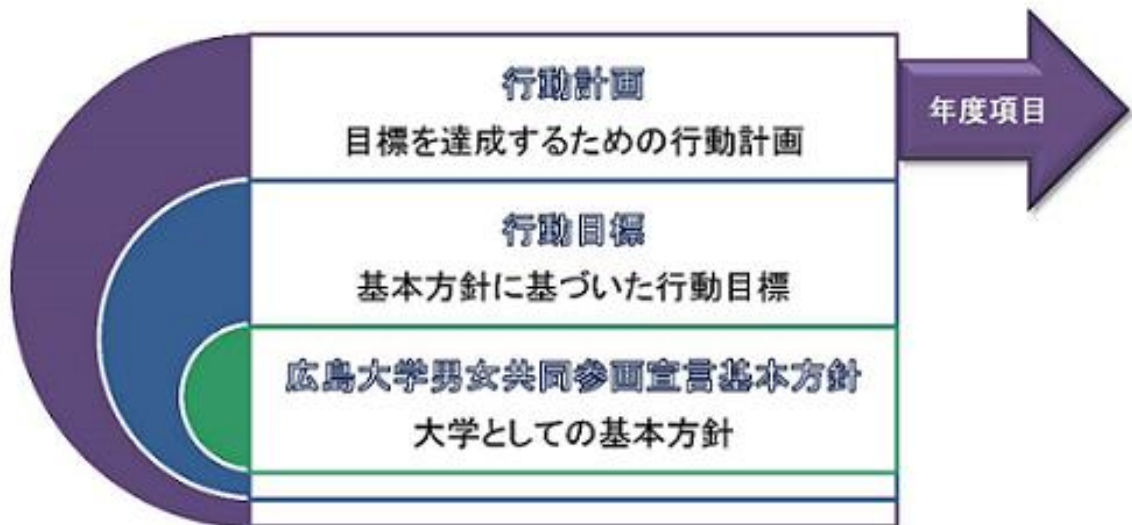 行動計画
目標を達成するための行動計画
年度項目
行動目標
基本方針に基づいた行動目標
広島大学男女共同参画宣言基本方針
大学としての基本方針